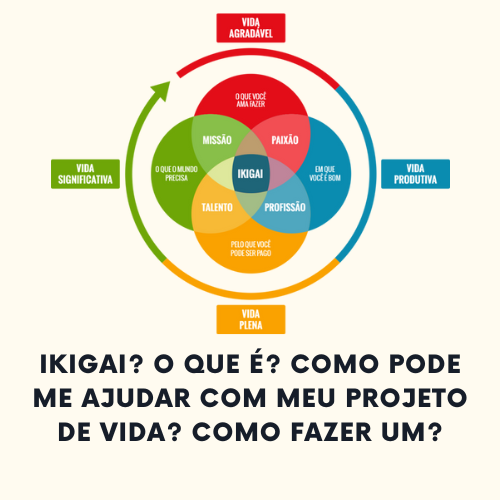 VIDA
AGRADÁVEL
O QUE VOCÊ
AMA FAZER
MISSÃO
PAIXÃO
VIDA
SIGNIFICATIVA
O QUE O MUNDO
PRECISA
IKIGAI
EM QUE
VOCÊ É BOM
VIDA
PRODUTIVA
TALENTO
PROFISSÃO
PELO QUE VOCÊ
PODE SER PAGO
VIDA
PLENA
IKIGAI? O QUE É? COMO PODE
ME AJUDAR COM MEU PROJETO
DE VIDA? COMO FAZER UM?